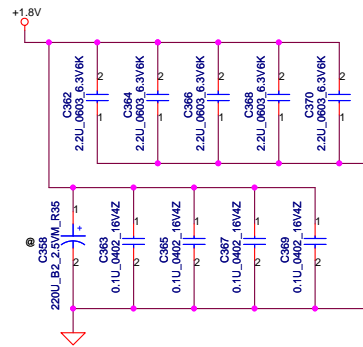 +1.8V
C362
2.2U_0603_6.3V6K
2
1
C364
2.2U_0603_6.3V6K
2
1
C366
2.2U_0603_6.3V6K
2
1
C368
2.2U_0603_6.3V6K
2
1
C370
2.2U_0603_6.3V6K
2
1
@
C358
220U_B2_2.5VM_R35
1
+
2
C363
0.1U_0402_16V4Z
1
2
C365
0.1U_0402_16V4Z
1
2
C367
0.1U_0402_16V4Z
1
2
C369
0.1U_0402_16V4Z
1
2